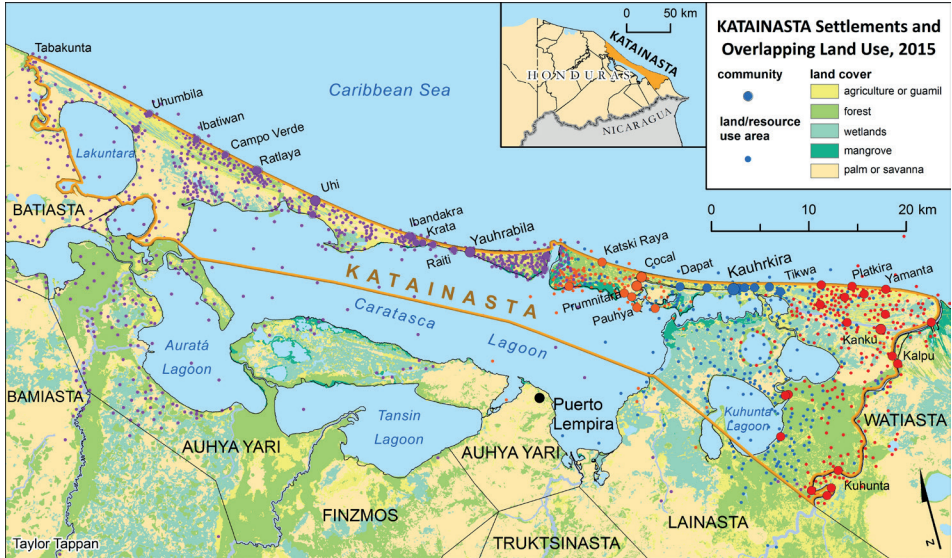 KATAINASTA Settlements and
Overlapping Land Use, 2015
community
land/resource
use area
land cover
agriculture or guamil
forest
wetlands
mangrove
palm or savanna
0 50 km
KATAINASTA
HONDURAS
NICARAGUA
0 10 20 km
Caribbean Sea
Tabakunta
Uhumbila
Ibatiwan
Campo Verde
Ratlaya
Lakuntara
Uhi
BATIASTA
Ibandakra
Krata
Raiti
Yauhrabila
Katski Raya
Cocal
Dapat
Kauhrkira
Tikwa
Platkira
Yamanta
Prumnitara
Pauhya
Kanku
Kalpu
KATAINASTA
Caratasca
Lagoon
Auratá
Lagoon
BAMIASTA
Tansin
Lagoon
Puerto
Lempira
Kuhunta
Lagoon
WATIASTA
AUHYA YARI
AUHYA YARI
Kuhunta
FINZMOS
LAINASTA
TRUKTSINASTA
Taylor Tappan
z